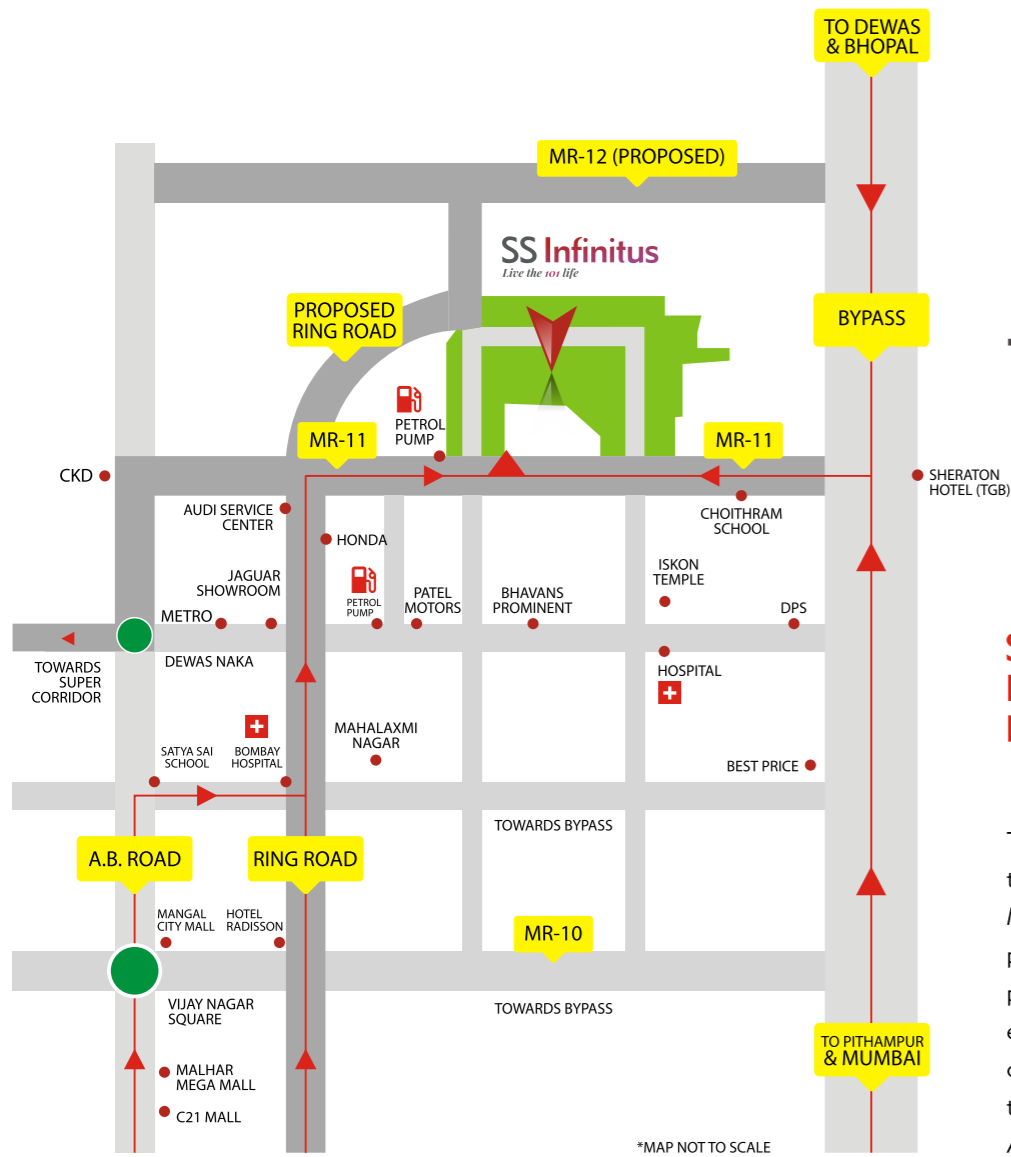 TO DEWAS
& BHOPAL
MR-12 (PROPOSED)
SS Infinitus
Live the 101 life
PROPOSED
RING ROAD
BYPASS
PETROL
PUMP
MR-11
MR-11
CKD
SHERATON
HOTEL (TGB)
AUDI SERVICE
CENTER
CHOITHRAM
SCHOOL
HONDA
JAGUAR
SHOWROOM
ISKON
TEMPLE
METRO
PETROL
PUMP
PATEL
MOTORS
BHAVANS
PROMINENT
DPS
TOWARDS
SUPER
CORRIDOR
DEWAS NAKA
HOSPITAL
MAHALAXMI
NAGAR
SATYA SAI
SCHOOL
BOMBAY
HOSPITAL
BEST PRICE
TOWARDS BYPASS
A.B. ROAD
RING ROAD
MANGAL
CITY MALL
HOTEL
RADISSON
MR-10
VIJAY NAGAR
SQUARE
TOWARDS BYPASS
TO PITHAMPUR
& MUMBAI
MALHAR
MEGA MALL
C21 MALL
*MAP NOT TO SCALE